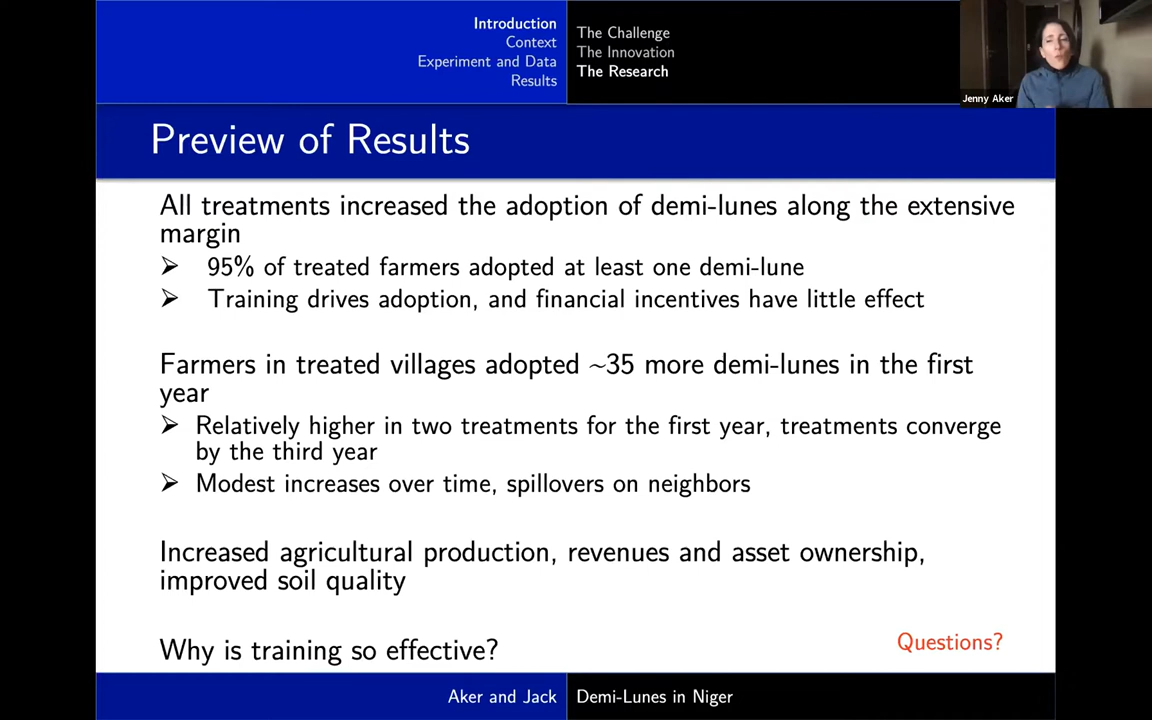 Introduction
Context
Experiment and Data
Results
The Challenge
The Innovation
The Research
Jenny Aker
Preview of Results
All treatments increased the adoption of demi-lunes along the extensive
margin
➢ 95% of treated farmers adopted at least one demi-lune
➢ Training drives adoption, and financial incentives have little effect
Farmers in treated villages adopted ~35 more demi-lunes in the first
year
➢ Relatively higher in two treatments for the first year, treatments converge
by the third year
➢ Modest increases over time, spillovers on neighbors
Increased agricultural production, revenues and asset ownership,
improved soil quality
Why is training so effective?
Questions?
Aker and Jack
Demi-Lunes in Niger